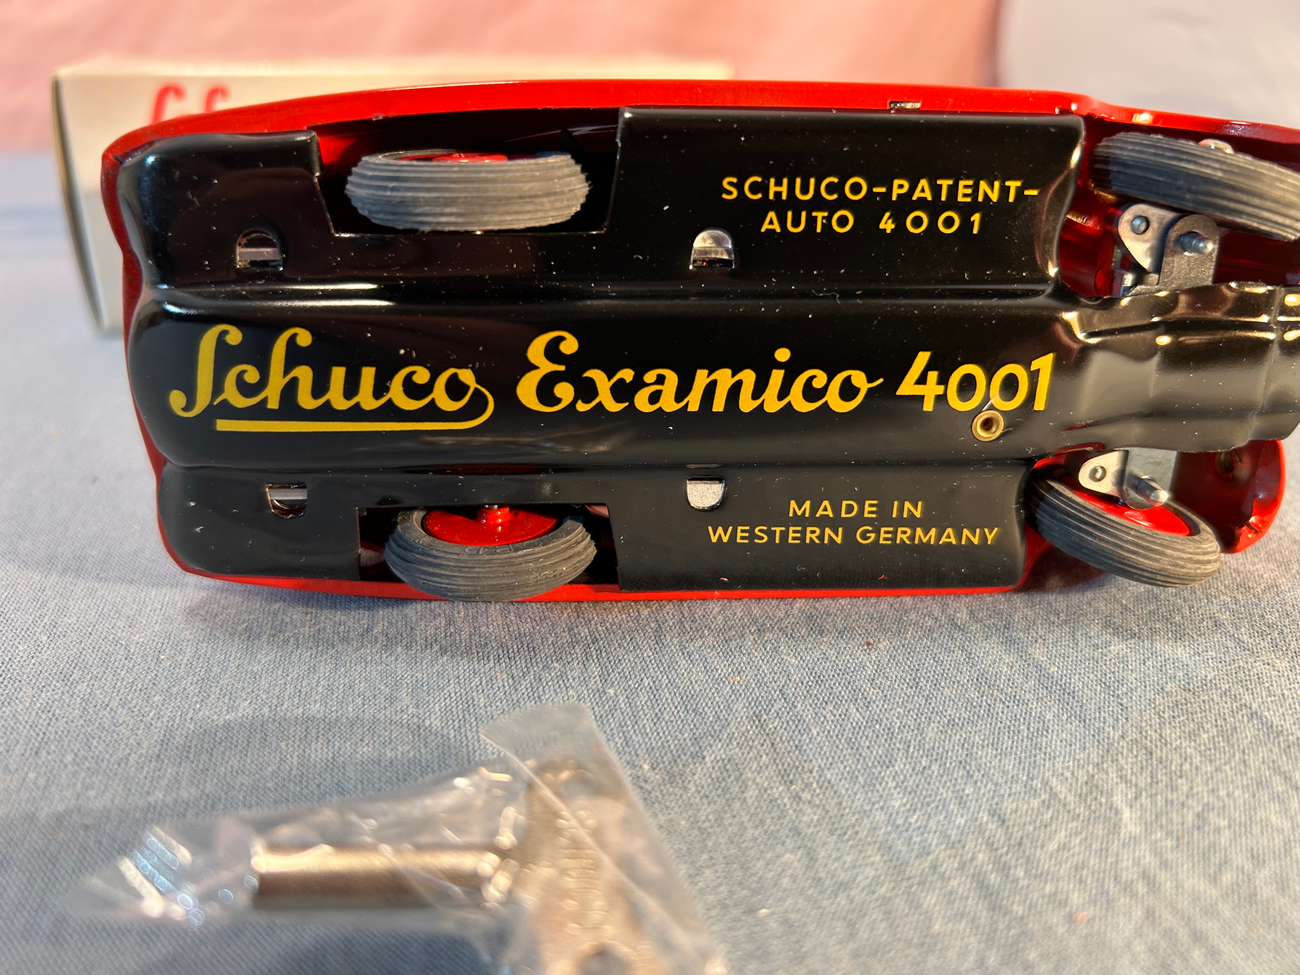 SCHUCO-PATENT-
AUTO 4001
Schuco Examico 4001
MADE IN
WESTERN GERMANY